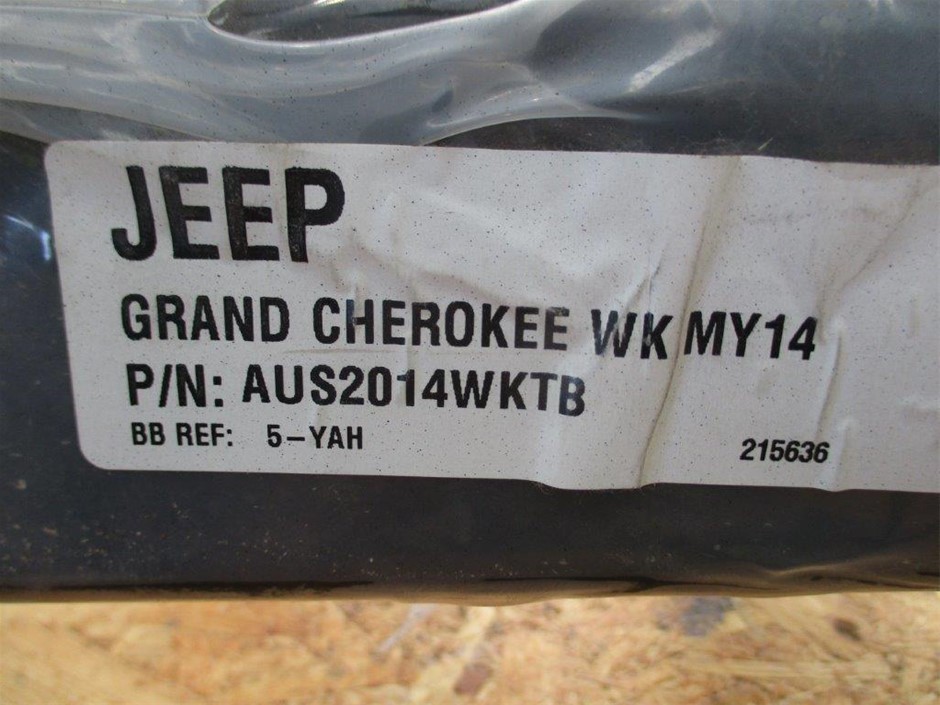 JEEP
GRAND CHEROKEE WK MY14
P/N: AUS2014WKTB
BB REF: 5-YAH 215636